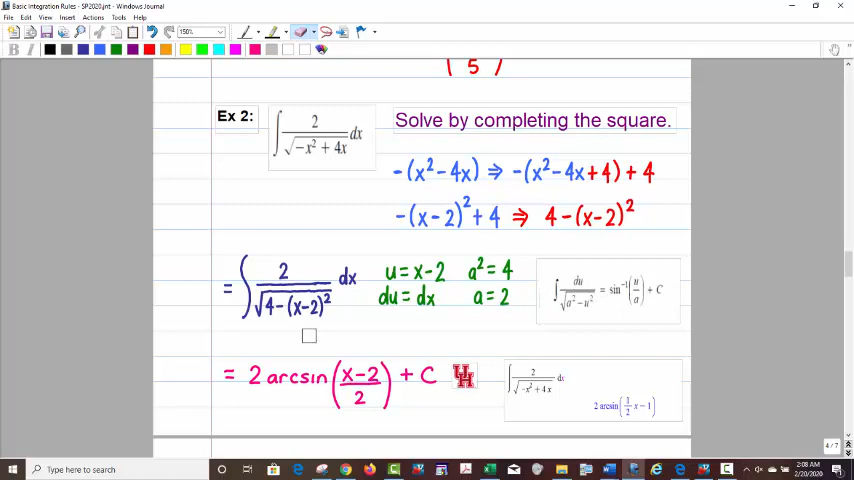 Basic Integration Rules - SP2020.jnt - Windows Journal
File Edit View Insert Actions Tools Help
150%
B I
( 5 )
Ex 2: ∫ 2 / √(−x² + 4x) dx Solve by completing the square.
-(x² - 4x) ⇒ -(x² - 4x + 4) + 4
-(x - 2)² + 4 ⇒ 4 - (x - 2)²
= ∫ 2 / √(4 - (x-2)²) dx u = x - 2 a² = 4
du = dx a = 2
∫ du / √(a² − u²) = sin⁻¹(u/a) + C
= 2 arcsin((x - 2)/2) + C UH
∫ 2 / √(−x² + 4x) dx
2 arcsin(1/2 x − 1)
4 / 7
Type here to search
2:08 AM
2/20/2020